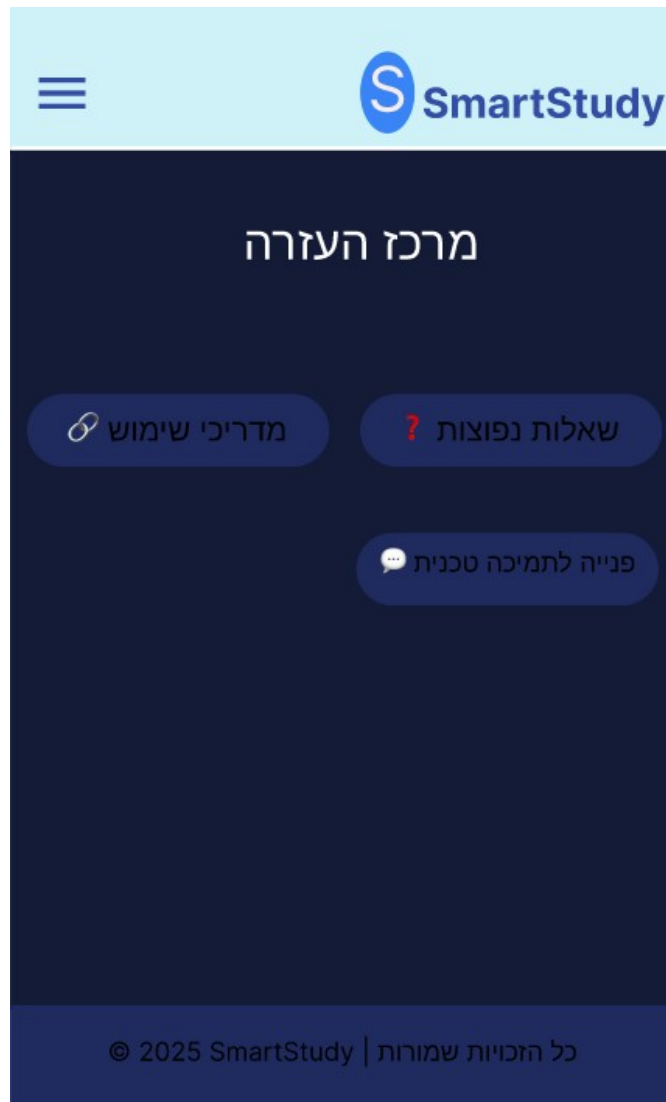 S SmartStudy
מרכז העזרה
שאלות נפוצות ❓
מדריכי שימוש 🔗
פנייה לתמיכה טכנית 💬
כל הזכויות שמורות | SmartStudy 2025 ©